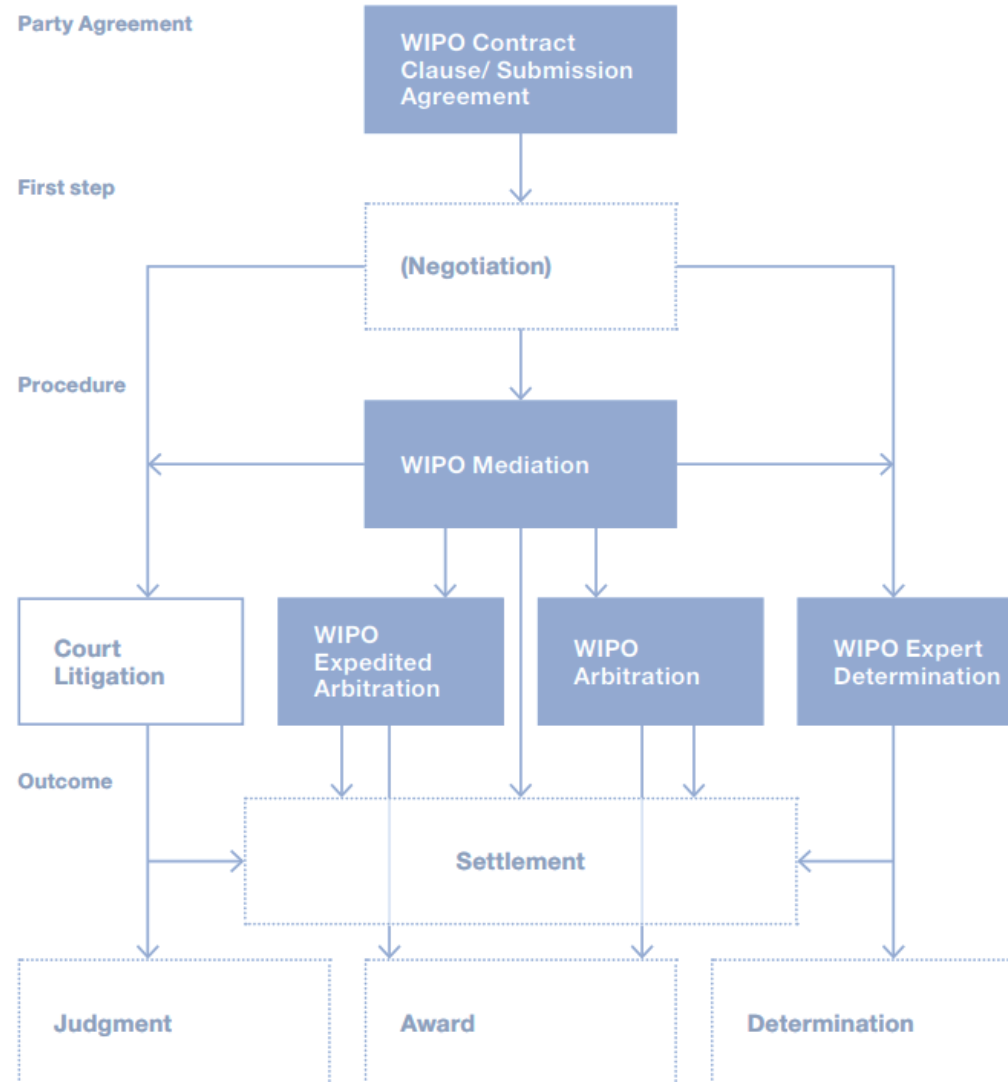 Party Agreement
WIPO Contract
Clause/ Submission
Agreement
First step
(Negotiation)
Procedure
WIPO Mediation
Court
Litigation
WIPO
Expedited
Arbitration
WIPO
Arbitration
WIPO Expert
Determination
Outcome
Settlement
Judgment
Award
Determination